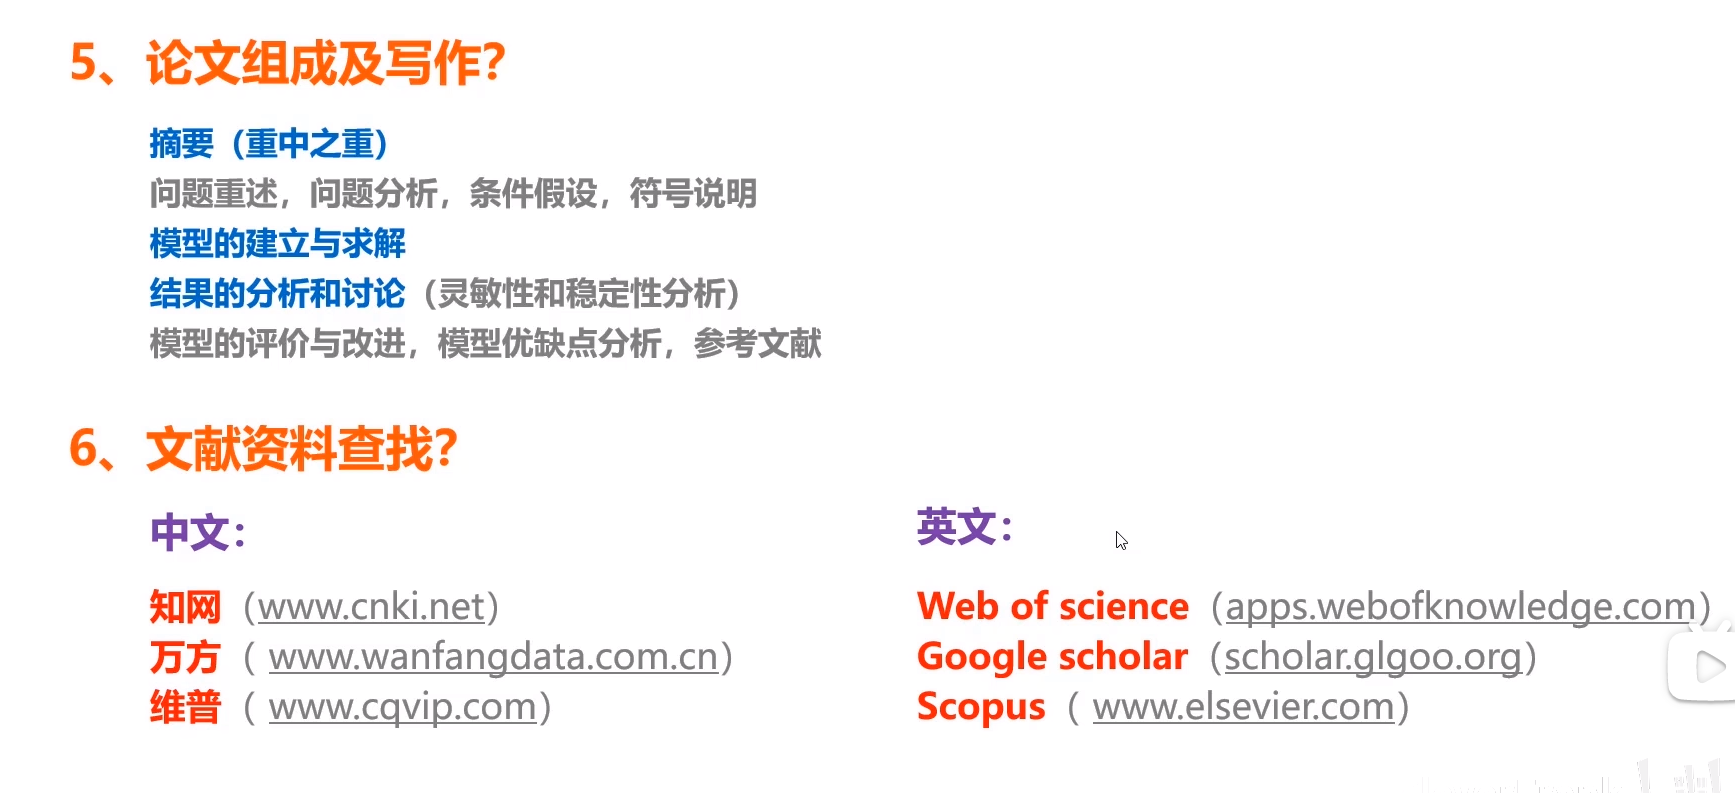 5、论文组成及写作？
摘要（重中之重）
问题重述，问题分析，条件假设，符号说明
模型的建立与求解
结果的分析和讨论（灵敏性和稳定性分析）
模型的评价与改进，模型优缺点分析，参考文献
6、文献资料查找？
中文：
知网（www.cnki.net）
万方（ www.wanfangdata.com.cn）
维普（ www.cqvip.com）
英文：
Web of science（apps.webofknowledge.com）
Google scholar（scholar.glgoo.org）
Scopus（ www.elsevier.com）